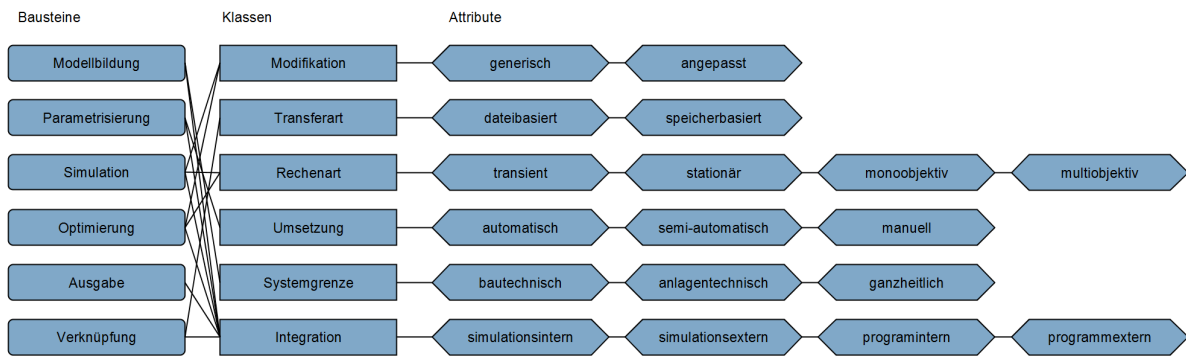 Bausteine Klassen Attribute
Modellbildung Modifikation generisch angepasst
Parametrisierung Transferart dateibasiert speicherbasiert
Simulation Rechenart transient stationär monoobjektiv multiobjektiv
Optimierung Umsetzung automatisch semi-automatisch manuell
Ausgabe Systemgrenze bautechnisch anlagentechnisch ganzheitlich
Verknüpfung Integration simulationsintern simulationsextern programintern programmextern